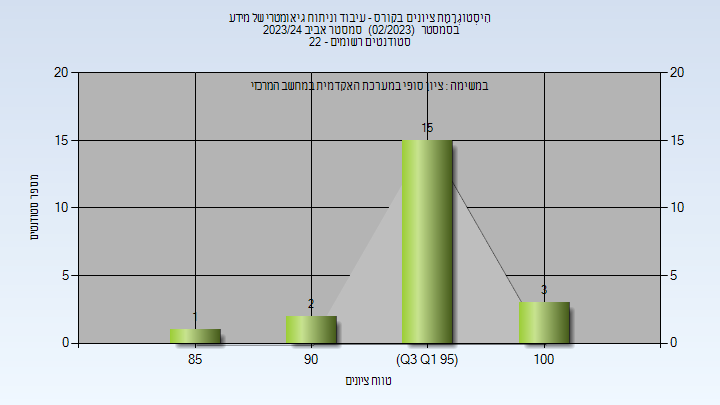 היסטוגרמת ציונים בקורס - עיבוד וניתוח גיאומטרי של מידע
בסמסטר (02/2023) סמסטר אביב 2023/24
סטודנטים רשומים - 22
במשימה : ציון סופי במערכת האקדמית במחשב המרכזי
20 20
15 15
10 10
5 5
0 0
15
3
2
1
מספר סטודנטים
85 90 (Q3 Q1 95) 100
טווח ציונים